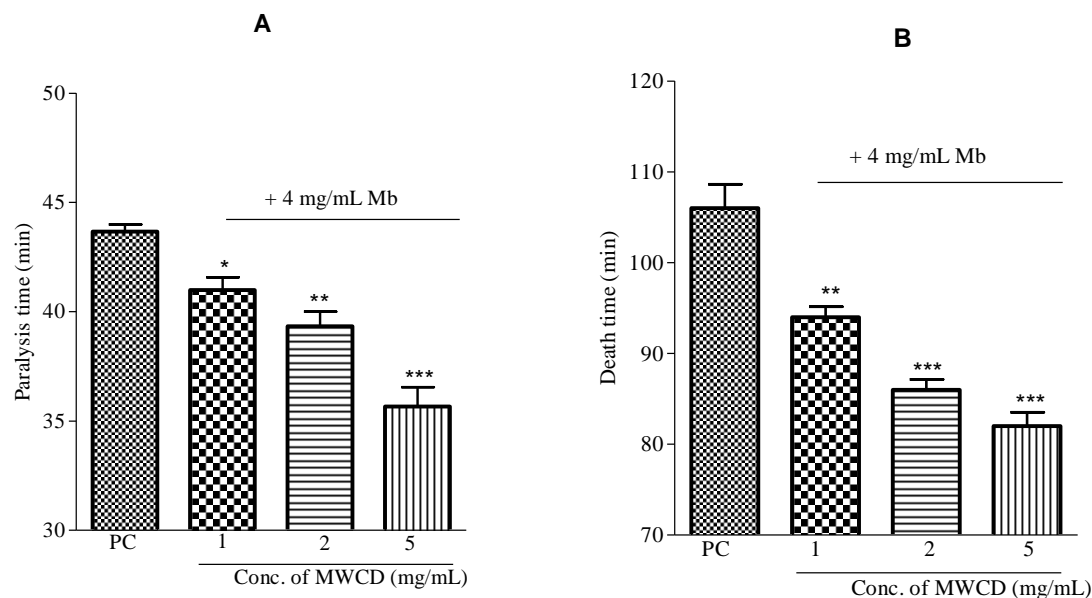 A
Paralysis time (min)
50
45
40
35
30
+ 4 mg/mL Mb
*
**
***
PC
1
2
5
Conc. of MWCD (mg/mL)
B
Death time (min)
120
110
100
90
80
70
+ 4 mg/mL Mb
**
***
***
PC
1
2
5
Conc. of MWCD (mg/mL)